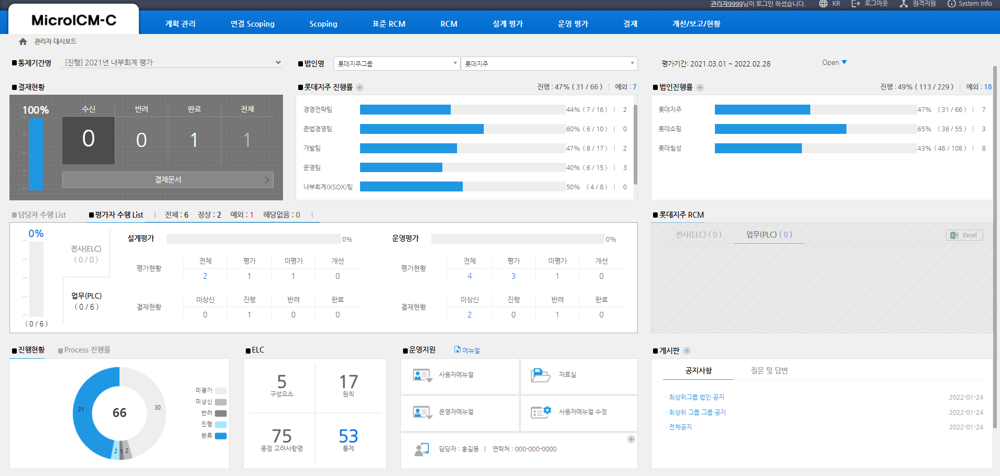 관리자9999님이 로그인 하셨습니다. KR 로그아웃 원격지원 System Info
MicroICM-C
계획 관리 연결 Scoping Scoping 표준 RCM RCM 설계 평가 운영 평가 결재 개선/보고/현황
관리자 대시보드
통제기간명 [진행] 2021년 내부회계 평가
법인명 롯데지주그룹 롯데지주
평가기간: 2021.03.01 ~ 2022.02.28 Open
결재현황
100%
수신 반려 완료 전체
0 0 1 1
결재문서
롯데지주 진행률 진행 : 47% ( 31 / 66 ) | 예외 : 7
경영전략팀 44% ( 7 / 16 ) | 2
준법경영팀 60% ( 6 / 10 ) | 0
개발팀 47% ( 8 / 17 ) | 2
운영팀 40% ( 6 / 15 ) | 3
내부회계(KSOX)팀 50% ( 4 / 8 ) | 0
법인진행률 진행 : 49% ( 113 / 229 ) | 예외 : 18
롯데지주 47% ( 31 / 66 ) | 7
롯데쇼핑 65% ( 36 / 55 ) | 3
롯데칠성 43% ( 46 / 108 ) | 8
담당자 수행 List 평가자 수행 List | 전체 : 6 정상 : 2 예외 : 1 해당없음 : 0 |
0%
( 0 / 6 )
전사(ELC)
( 0 / 0 )
업무(PLC)
( 0 / 6 )
설계평가 0%
평가현황
전체 평가 미평가 개선
2 1 1 0
결재현황
미상신 진행 반려 완료
0 1 0 0
운영평가 0%
평가현황
전체 평가 미평가 개선
4 3 1 0
결재현황
미상신 진행 반려 완료
2 0 1 0
롯데지주 RCM
전사(ELC) ( 0 ) 업무(PLC) ( 0 ) Excel
진행현황 Process 진행률
66
31
30
2
1
2
미평가
미상신
반려
진행
완료
ELC
5 17
구성요소 원칙
75 53
중점 고려사항명 통제
운영지원 메뉴얼
사용자메뉴얼 자료실
운영자메뉴얼 사용자메뉴얼 수정
담당자 : 홍길동 | 연락처 : 000-000-0000
게시판
공지사항 질문 및 답변
· 최상위그룹 법인 공지 2022-01-24
· 최상위 그룹 그룹 공지 2022-01-24
· 전체공지 2022-01-24